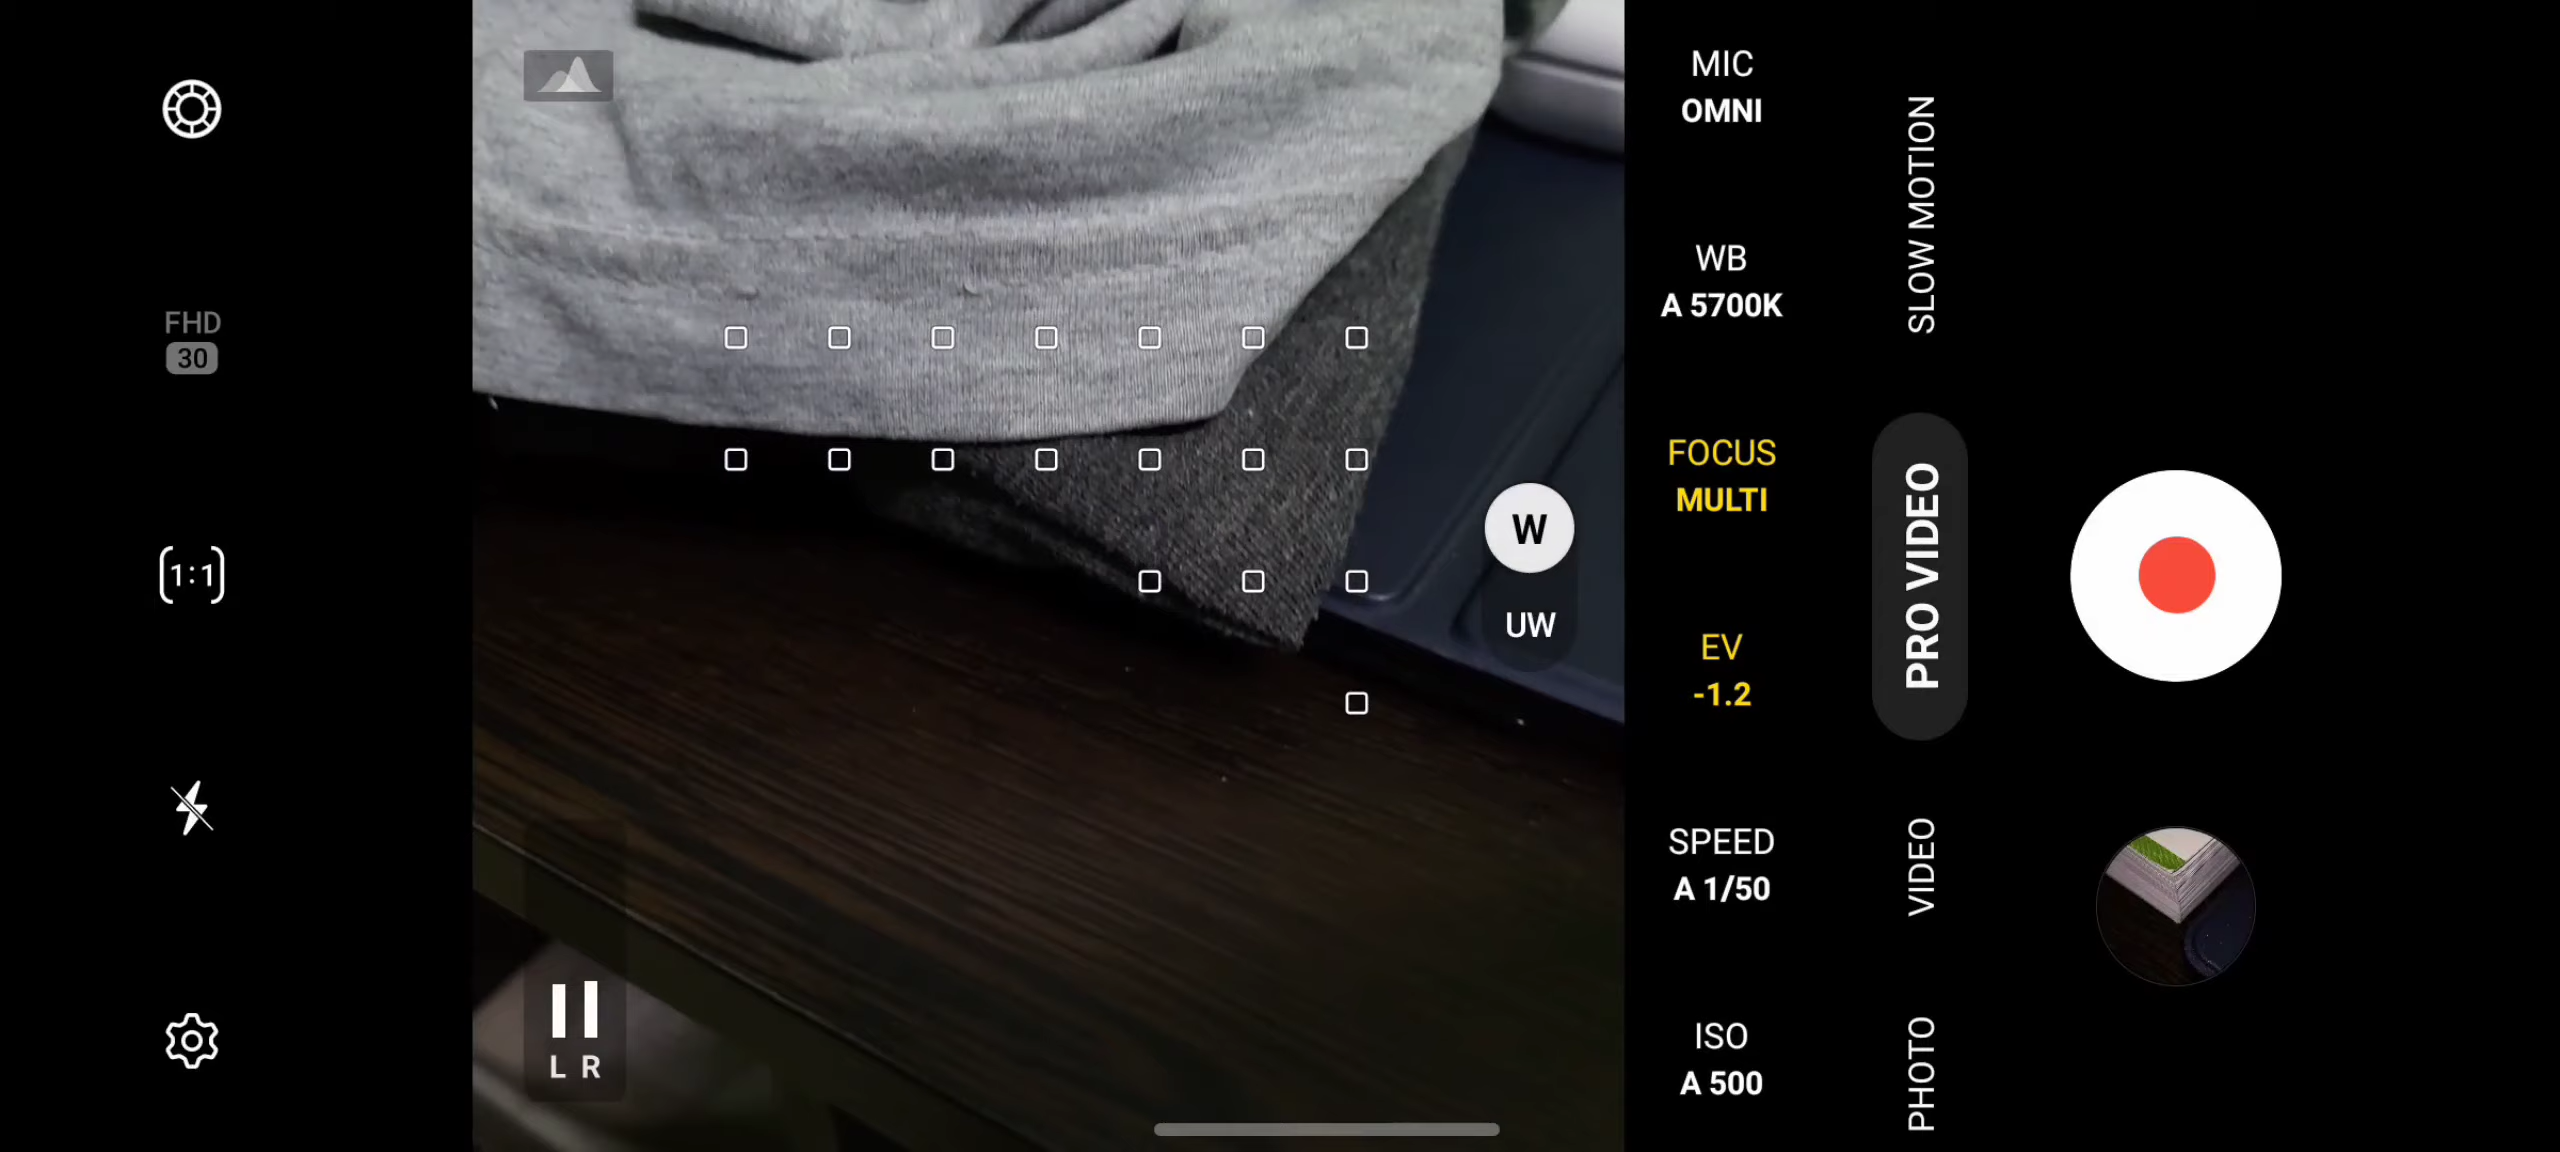 FHD
30
1:1
L R
W
UW
MIC
OMNI
WB
A 5700K
FOCUS
MULTI
EV
-1.2
SPEED
A 1/50
ISO
A 500
SLOW MOTION
PRO VIDEO
VIDEO
PHOTO